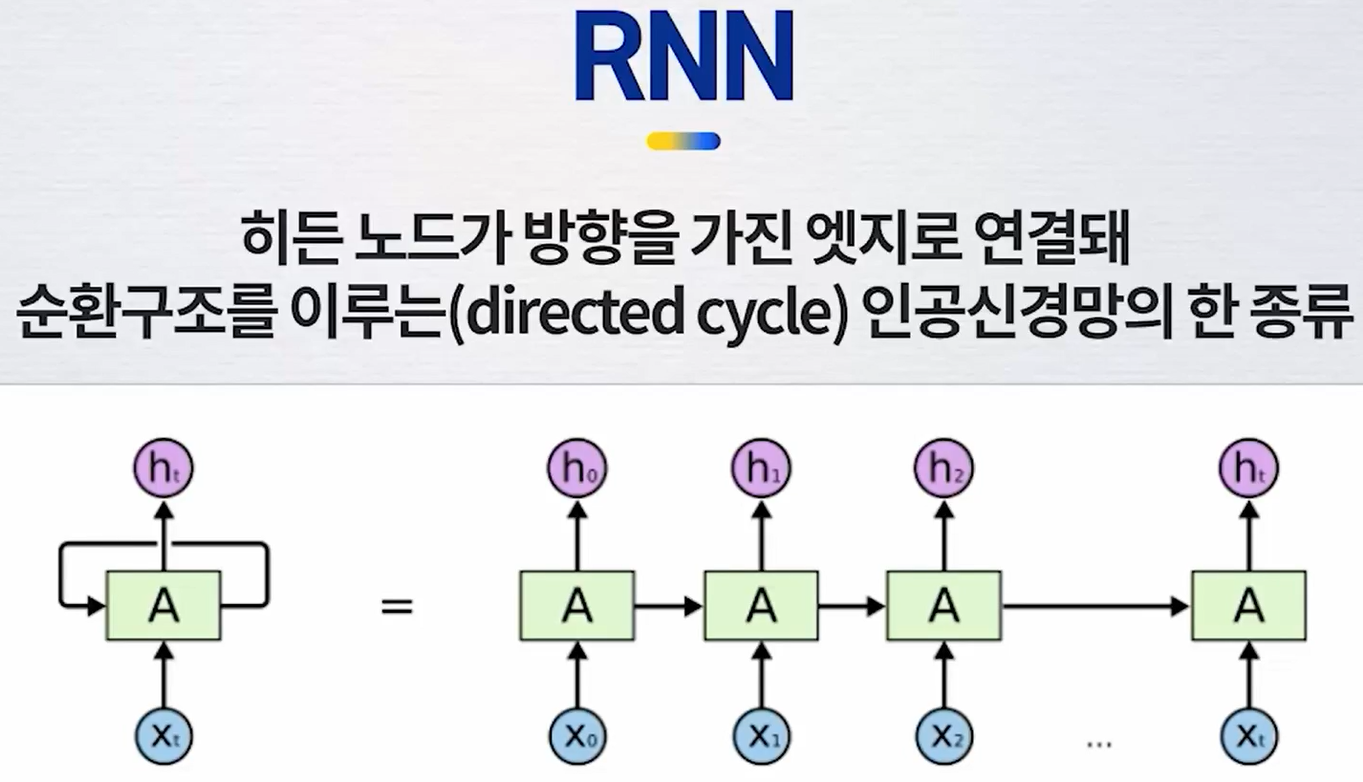 RNN
히든 노드가 방향을 가진 엣지로 연결돼
순환구조를 이루는(directed cycle) 인공신경망의 한 종류
hₜ h₀ h₁ h₂ hₜ
A = A A A A
xₜ x₀ x₁ x₂ ... xₜ